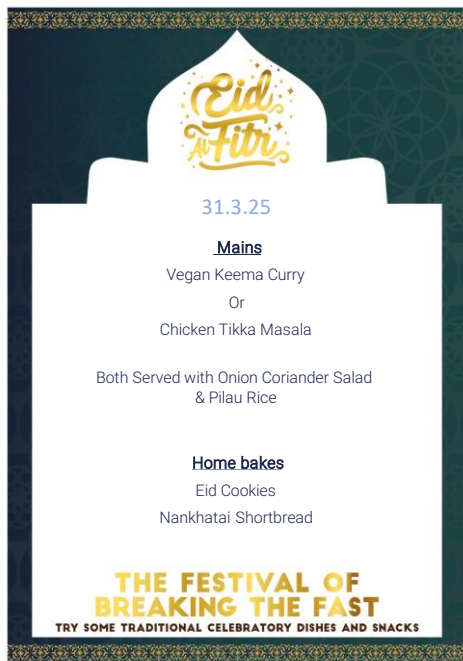 Eid
Al Fitr
31.3.25
Mains
Vegan Keema Curry
Or
Chicken Tikka Masala
Both Served with Onion Coriander Salad
& Pilau Rice
Home bakes
Eid Cookies
Nankhatai Shortbread
THE FESTIVAL OF
BREAKING THE FAST
TRY SOME TRADITIONAL CELEBRATORY DISHES AND SNACKS